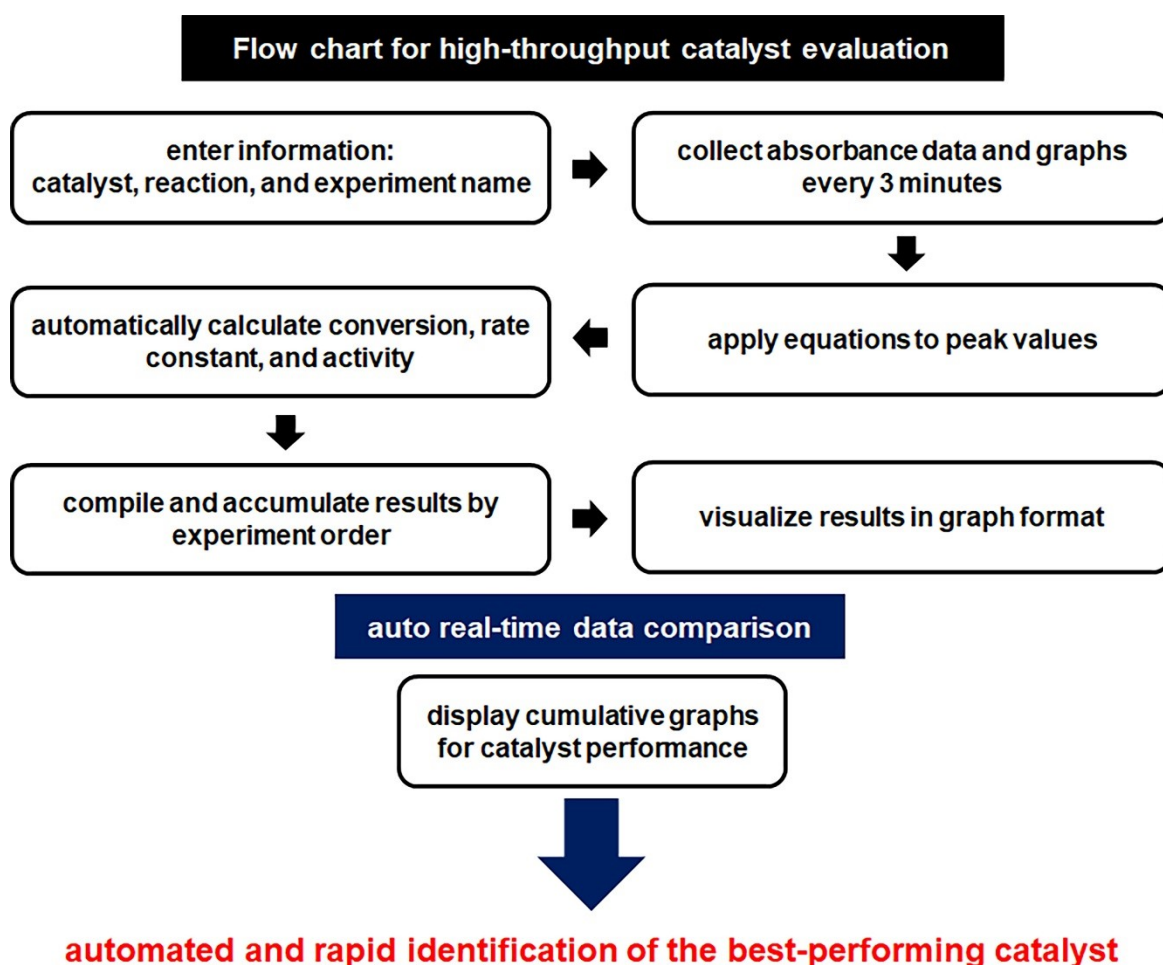 Flow chart for high-throughput catalyst evaluation
enter information:
catalyst, reaction, and experiment name
collect absorbance data and graphs
every 3 minutes
apply equations to peak values
automatically calculate conversion, rate
constant, and activity
compile and accumulate results by
experiment order
visualize results in graph format
auto real-time data comparison
display cumulative graphs
for catalyst performance
automated and rapid identification of the best-performing catalyst